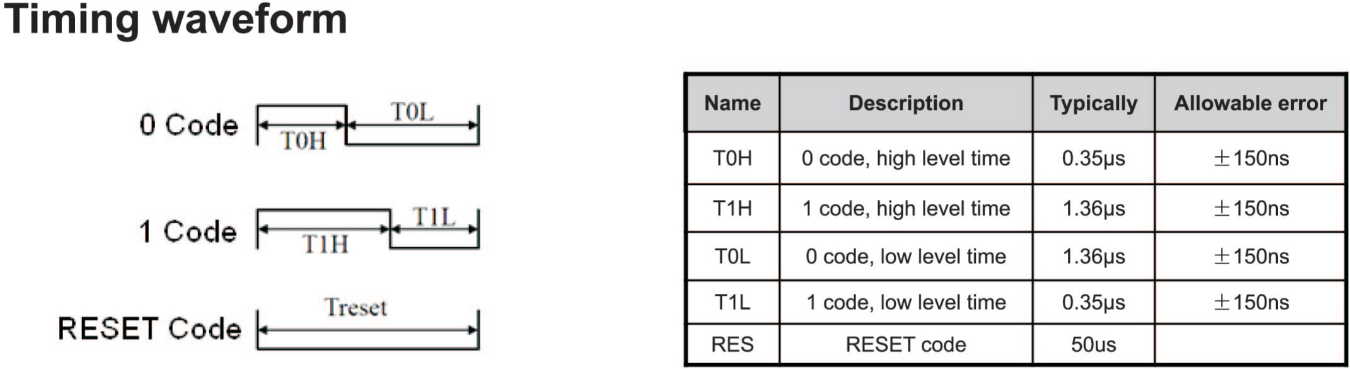 Timing waveform
0 Code
T0H
T0L
1 Code
T1H
T1L
RESET Code
Treset
Name Description Typically Allowable error
T0H 0 code, high level time 0.35μs ±150ns
T1H 1 code, high level time 1.36μs ±150ns
T0L 0 code, low level time 1.36μs ±150ns
T1L 1 code, low level time 0.35μs ±150ns
RES RESET code 50us